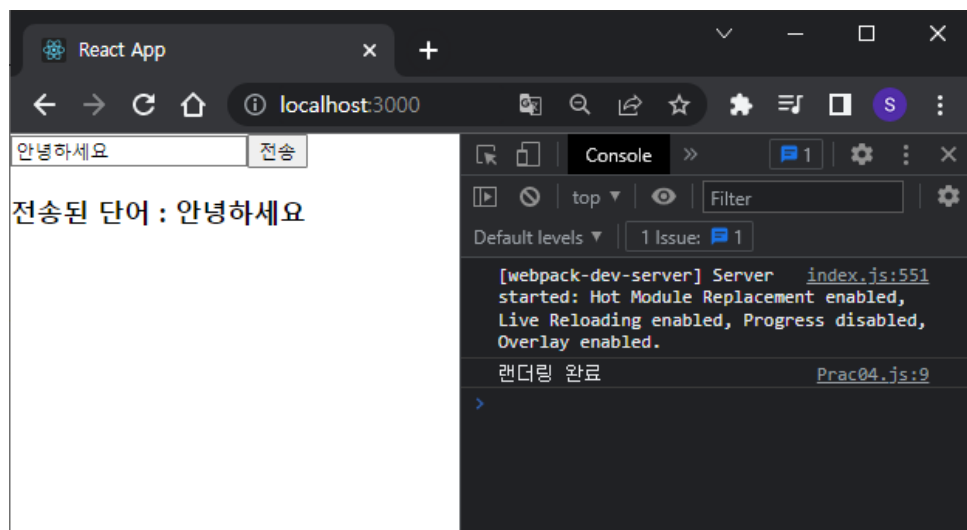 React App
localhost:3000
S
안녕하세요 전송
전송된 단어 : 안녕하세요
Console
1
top
Filter
Default levels
1 Issue: 1
[webpack-dev-server] Server index.js:551
started: Hot Module Replacement enabled,
Live Reloading enabled, Progress disabled,
Overlay enabled.
랜더링 완료 Prac04.js:9